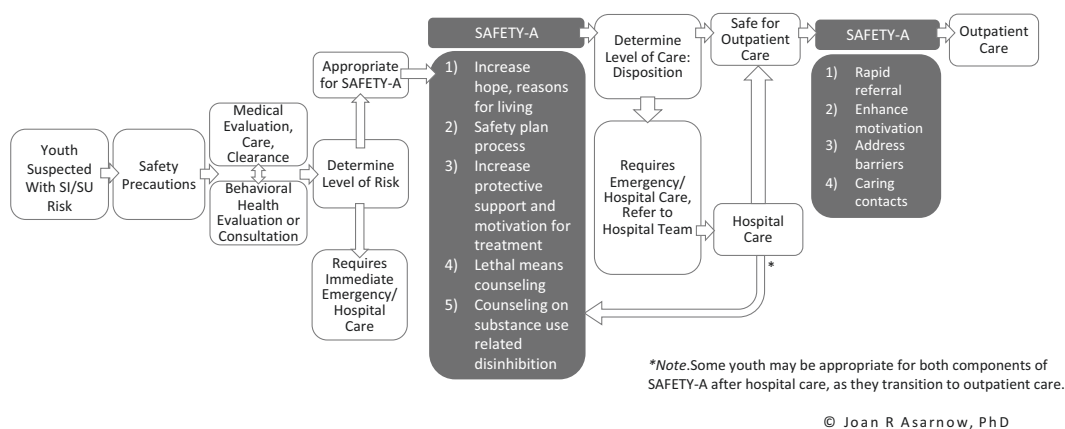 Youth
Suspected
With SI/SU
Risk
Safety
Precautions
Medical
Evaluation,
Care,
Clearance
Behavioral
Health
Evaluation or
Consultation
Appropriate
for SAFETY-A
Determine
Level of Risk
Requires
Immediate
Emergency/
Hospital
Care
SAFETY-A
1) Increase
hope, reasons
for living
2) Safety plan
process
3) Increase
protective
support and
motivation for
treatment
4) Lethal means
counseling
5) Counseling on
substance use
related
disinhibition
Determine
Level of Care:
Disposition
Requires
Emergency/
Hospital Care,
Refer to
Hospital Team
Safe for
Outpatient
Care
Hospital
Care
*
SAFETY-A
1) Rapid
referral
2) Enhance
motivation
3) Address
barriers
4) Caring
contacts
Outpatient
Care
*Note.Some youth may be appropriate for both components of
SAFETY-A after hospital care, as they transition to outpatient care.
© Joan R Asarnow, PhD